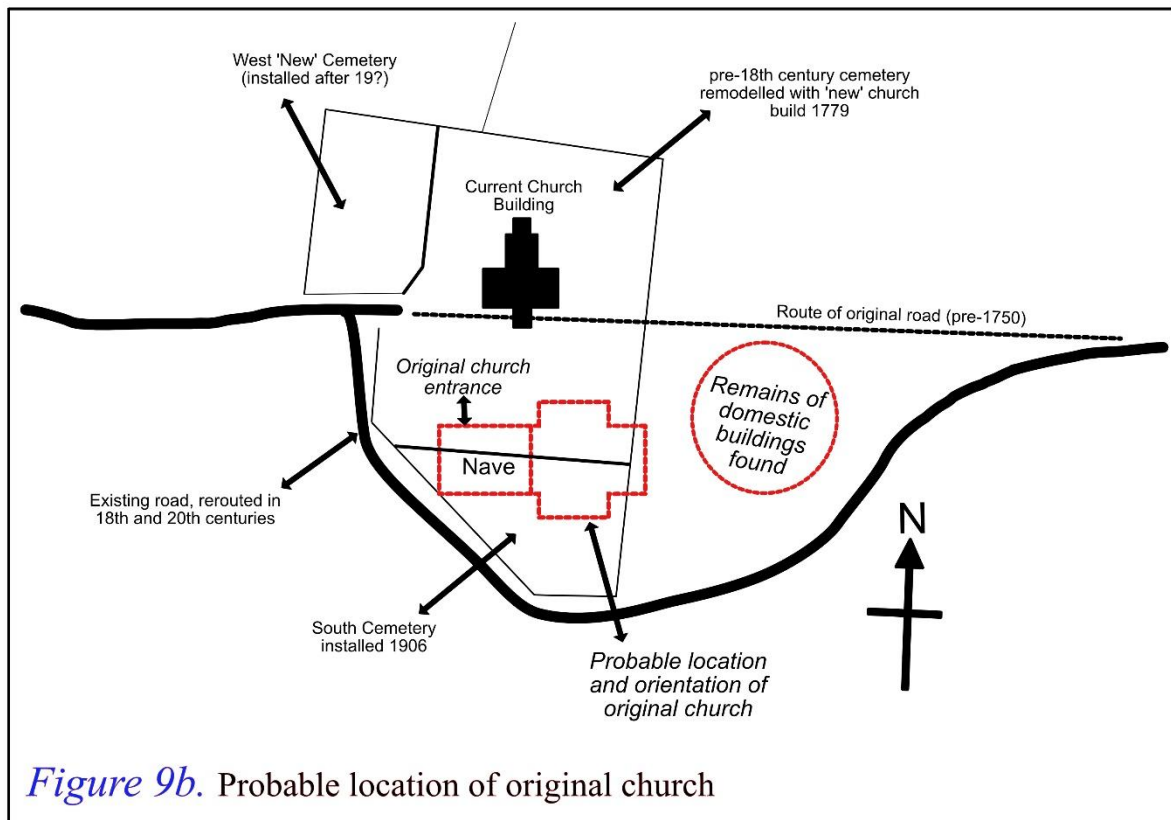 West 'New' Cemetery
(installed after 19?)
pre-18th century cemetery
remodelled with 'new' church
build 1779
Current Church
Building
Route of original road (pre-1750)
Original church
entrance
Remains of
domestic
buildings
found
Nave
Existing road, rerouted in
18th and 20th centuries
N
South Cemetery
installed 1906
Probable location
and orientation of
original church
Figure 9b. Probable location of original church